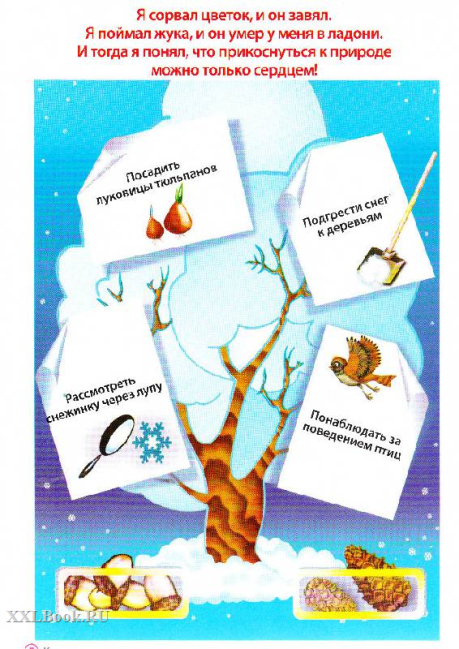 Я сорвал цветок, и он завял.
Я поймал жука, и он умер у меня в ладони.
И тогда я понял, что прикоснуться к природе
можно только сердцем!
Посадить
луковицы тюльпанов
Подгрести снег
к деревьям
Рассмотреть
снежинку через лупу
Понаблюдать за
поведением птиц
XXLBook.RU